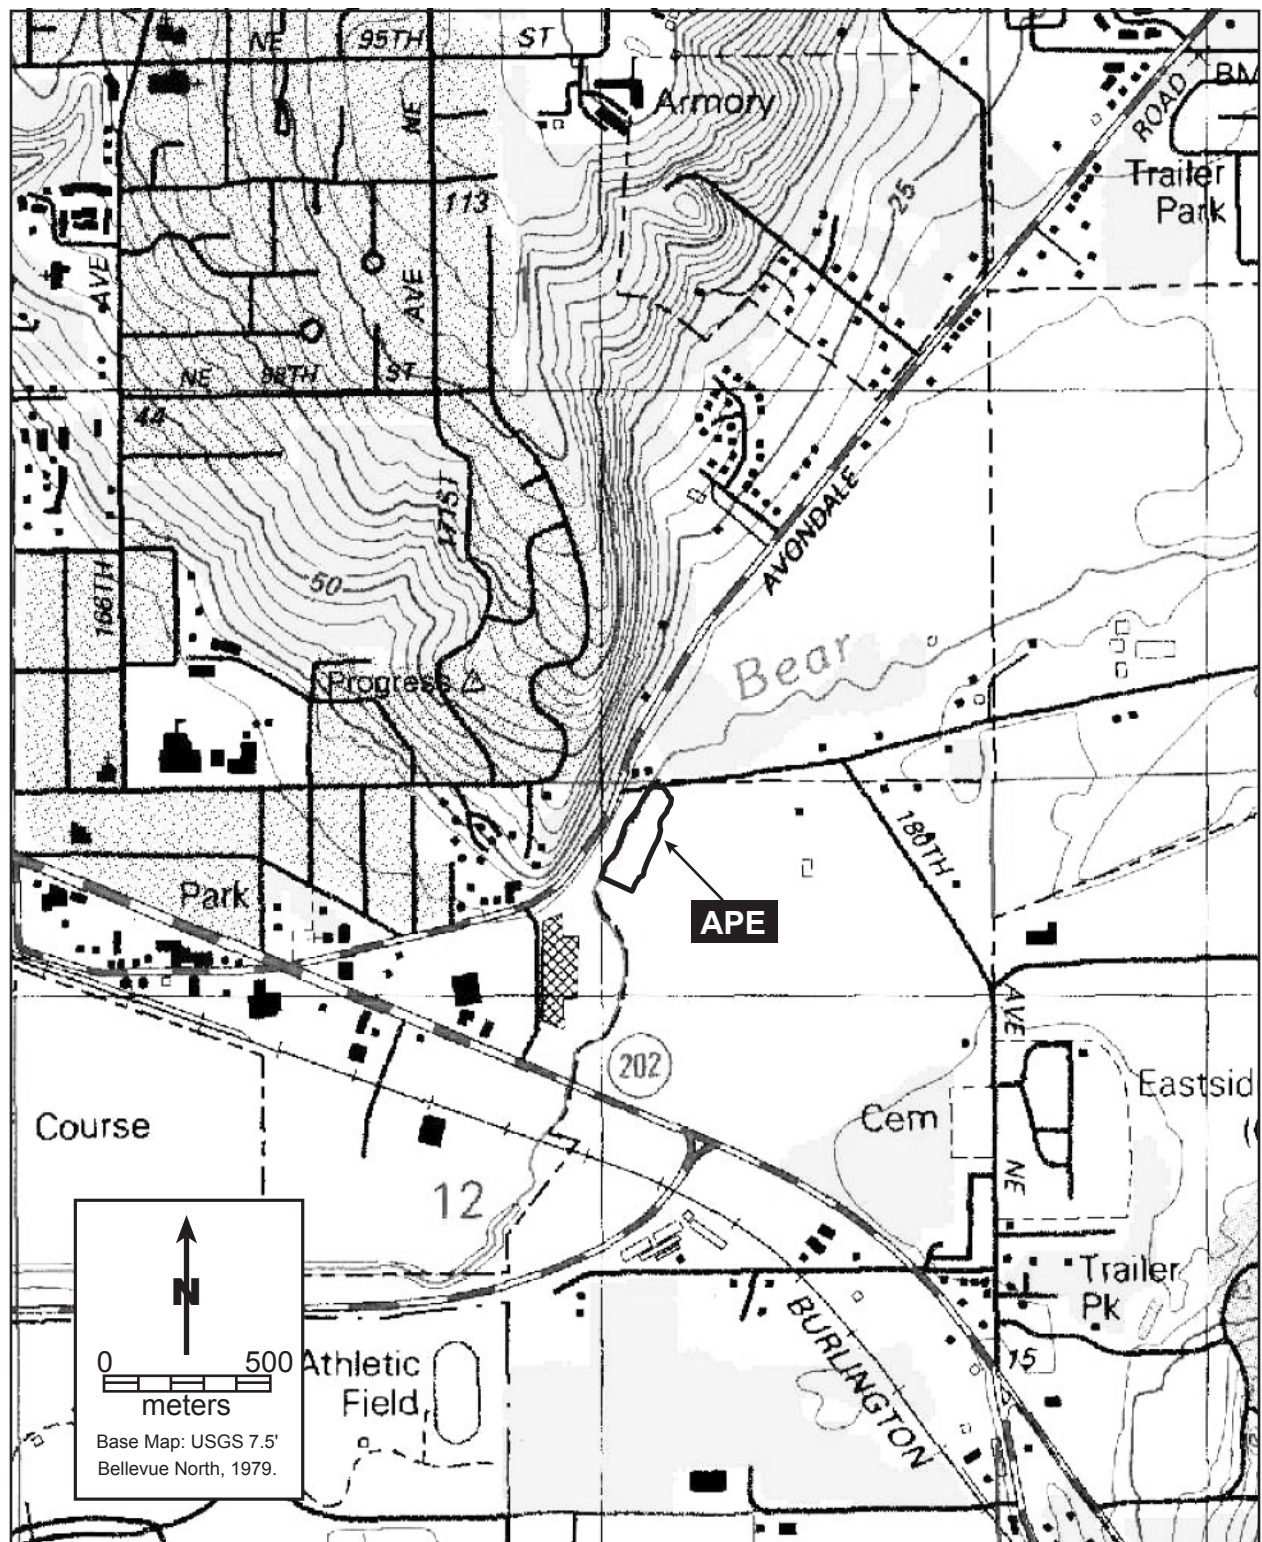 NE 95TH ST
Armory
ROAD
BM
Trailer
Park
NE
113
25
AVE
AVE
NE 98TH ST
44
171ST
AVONDALE
50
166TH
Bear
Progress
180TH
Park
APE
AVE
202
Eastsid
Cem
Course
12
NE
N
Trailer
Pk
BURLINGTON
0 500
meters
Athletic
Field
15
Base Map: USGS 7.5'
Bellevue North, 1979.